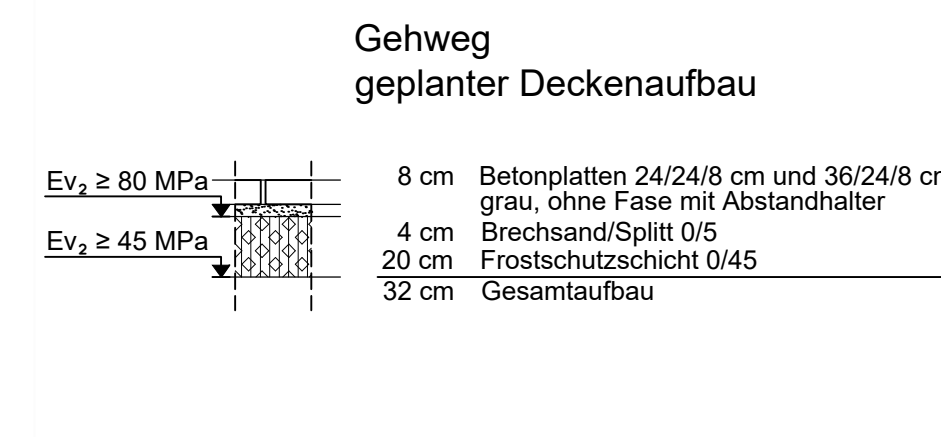 Gehweg
geplanter Deckenaufbau
Ev₂ ≥ 80 MPa
Ev₂ ≥ 45 MPa
8 cm Betonplatten 24/24/8 cm und 36/24/8
grau, ohne Fase mit Abstandhalter
4 cm Brechsand/Splitt 0/5
20 cm Frostschutzschicht 0/45
32 cm Gesamtaufbau